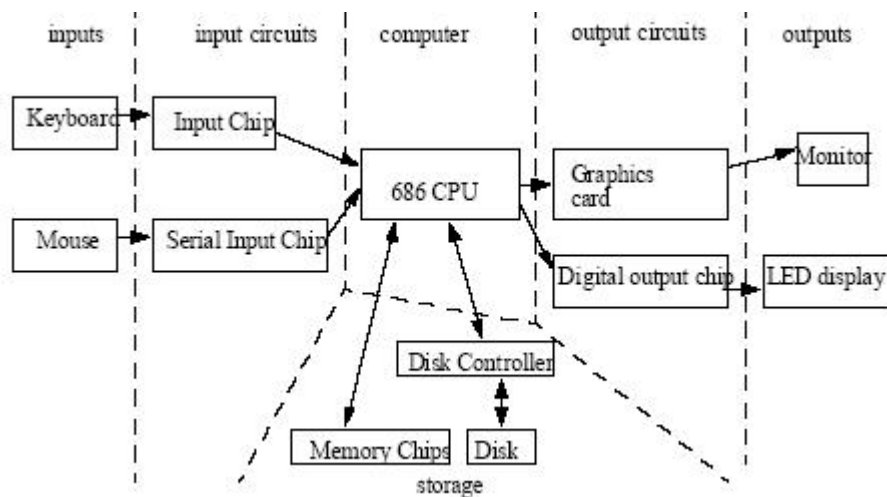 inputs
input circuits
computer
output circuits
outputs
Keyboard
Input Chip
686 CPU
Graphics
card
Monitor
Mouse
Serial Input Chip
Digital output chip
LED display
Disk Controller
Memory Chips
Disk
storage